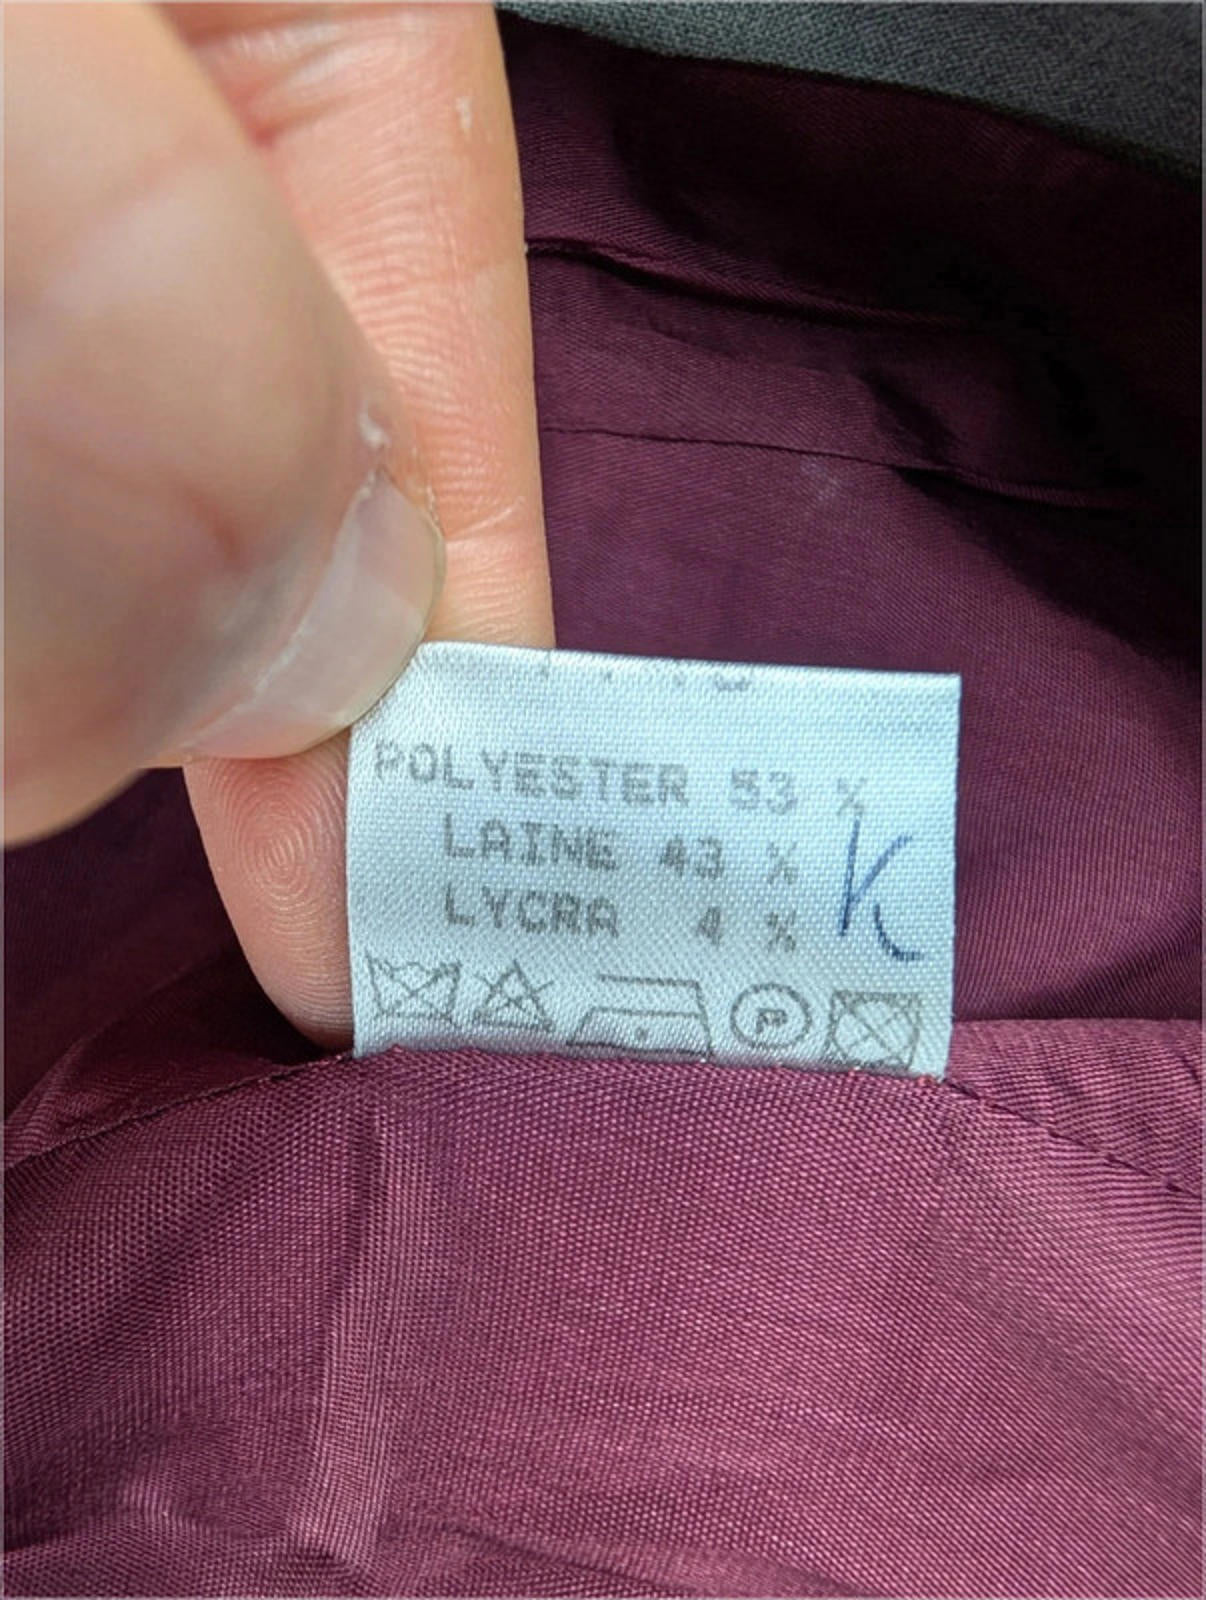 POLYESTER 53 %
LAINE 43 %
LYCRA 4 %
K
P